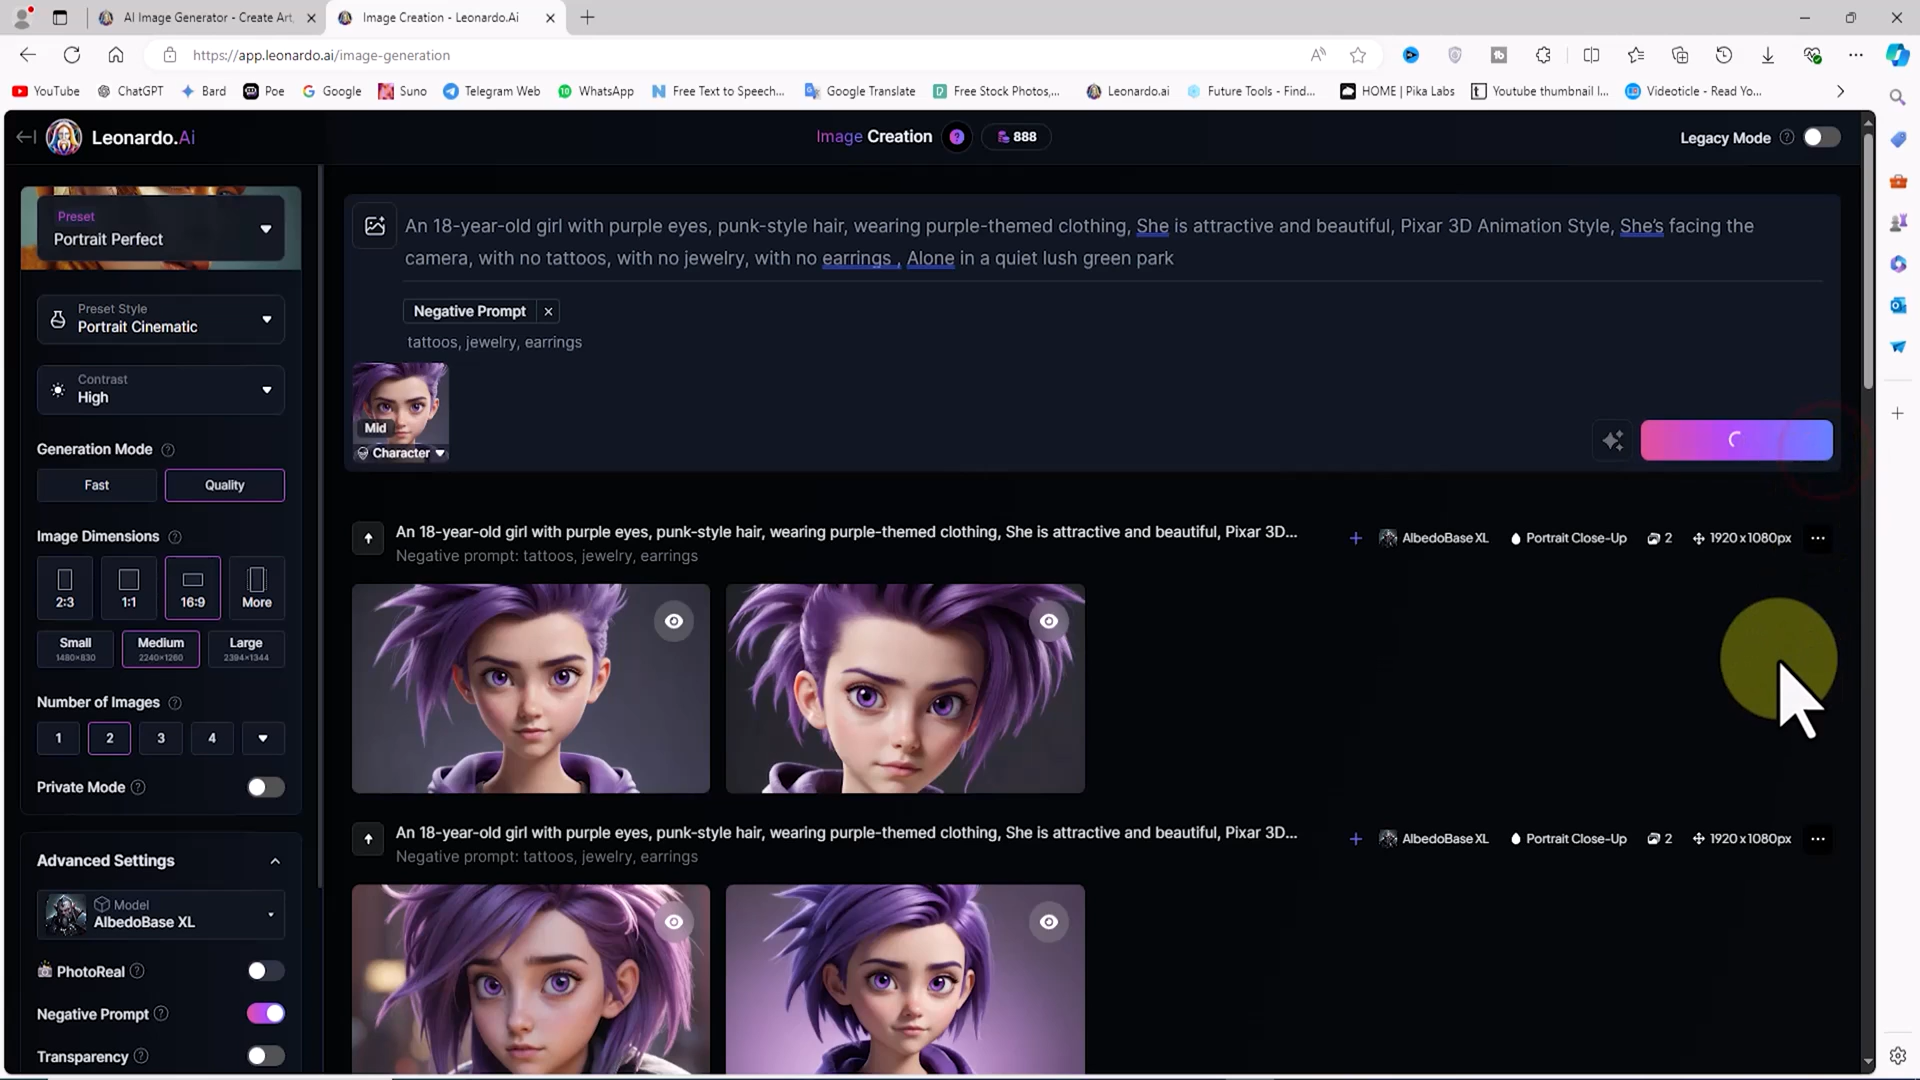 AI Image Generator - Create Art,
Image Creation - Leonardo.Ai
https://app.leonardo.ai/image-generation
YouTube
ChatGPT
Bard
Poe
Google
Suno
Telegram Web
WhatsApp
Free Text to Speech...
Google Translate
Free Stock Photos,...
Leonardo.ai
Future Tools - Find...
HOME | Pika Labs
Youtube thumbnail I...
Videoticle - Read Yo...
Leonardo.Ai
Image Creation
888
Legacy Mode
Preset
Portrait Perfect
Preset Style
Portrait Cinematic
Contrast
High
Generation Mode
Fast
Quality
Image Dimensions
2:3
1:1
16:9
More
Small
1480×830
Medium
2240×1260
Large
2394×1344
Number of Images
1
2
3
4
Private Mode
Advanced Settings
Model
AlbedoBase XL
PhotoReal
Negative Prompt
Transparency
An 18-year-old girl with purple eyes, punk-style hair, wearing purple-themed clothing, She is attractive and beautiful, Pixar 3D Animation Style, She's facing the
camera, with no tattoos, with no jewelry, with no earrings , Alone in a quiet lush green park
Negative Prompt
tattoos, jewelry, earrings
Mid
Character
An 18-year-old girl with purple eyes, punk-style hair, wearing purple-themed clothing, She is attractive and beautiful, Pixar 3D...
Negative prompt: tattoos, jewelry, earrings
AlbedoBase XL
Portrait Close-Up
2
1920x1080px
An 18-year-old girl with purple eyes, punk-style hair, wearing purple-themed clothing, She is attractive and beautiful, Pixar 3D...
Negative prompt: tattoos, jewelry, earrings
AlbedoBase XL
Portrait Close-Up
2
1920x1080px